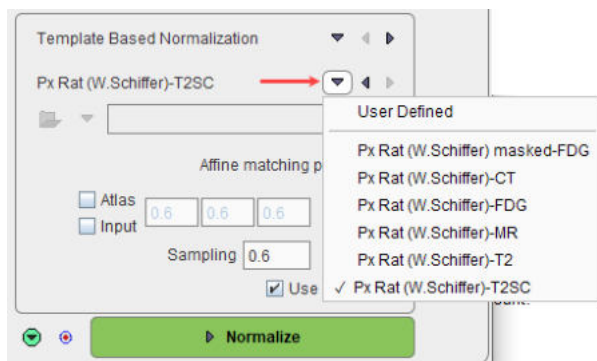 Template Based Normalization
Px Rat (W.Schiffer)-T2SC
User Defined
Px Rat (W.Schiffer) masked-FDG
Affine matching p
Px Rat (W.Schiffer)-CT
Atlas
0.6 0.6 0.6
Px Rat (W.Schiffer)-FDG
Input
Px Rat (W.Schiffer)-MR
Sampling 0.6
Px Rat (W.Schiffer)-T2
Use
✓ Px Rat (W.Schiffer)-T2SC
Normalize